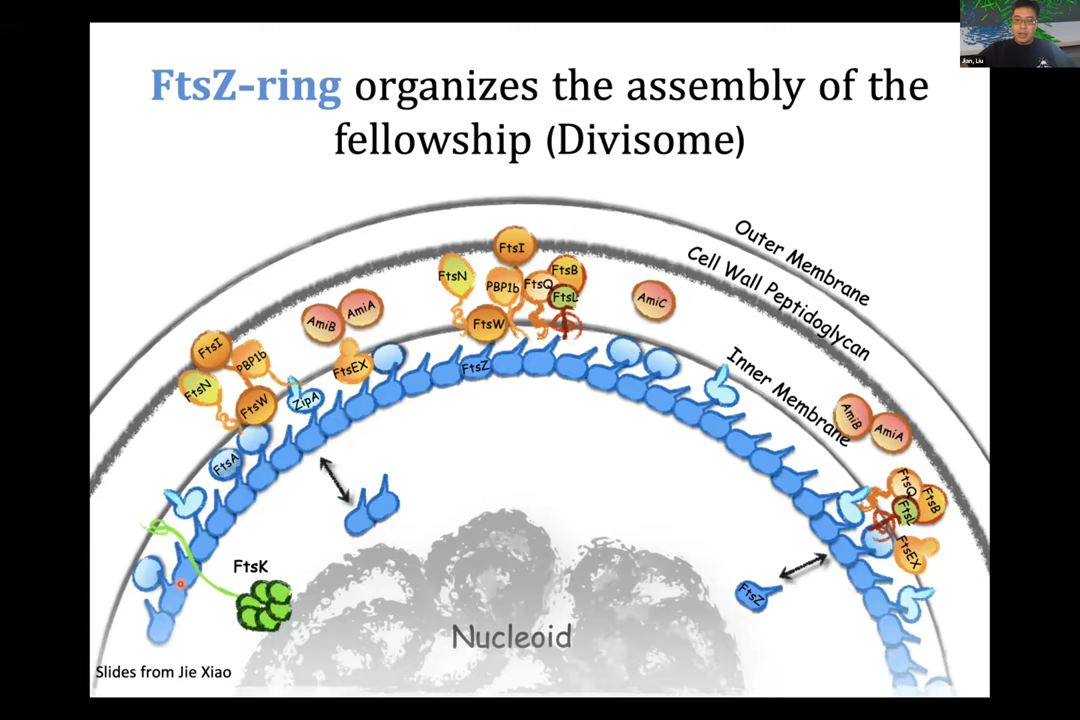 Jian, Liu
FtsZ-ring organizes the assembly of the
fellowship (Divisome)
Outer Membrane
Cell Wall Peptidoglycan
Inner Membrane
FtsI
FtsN
PBP1b
FtsQ
FtsB
FtsL
FtsW
AmiC
AmiB
AmiA
FtsEX
FtsZ
FtsI
PBP1b
FtsN
FtsW
ZipA
FtsA
AmiB
AmiA
FtsQ
FtsB
FtsL
FtsEX
FtsK
FtsZ
Nucleoid
Slides from Jie Xiao